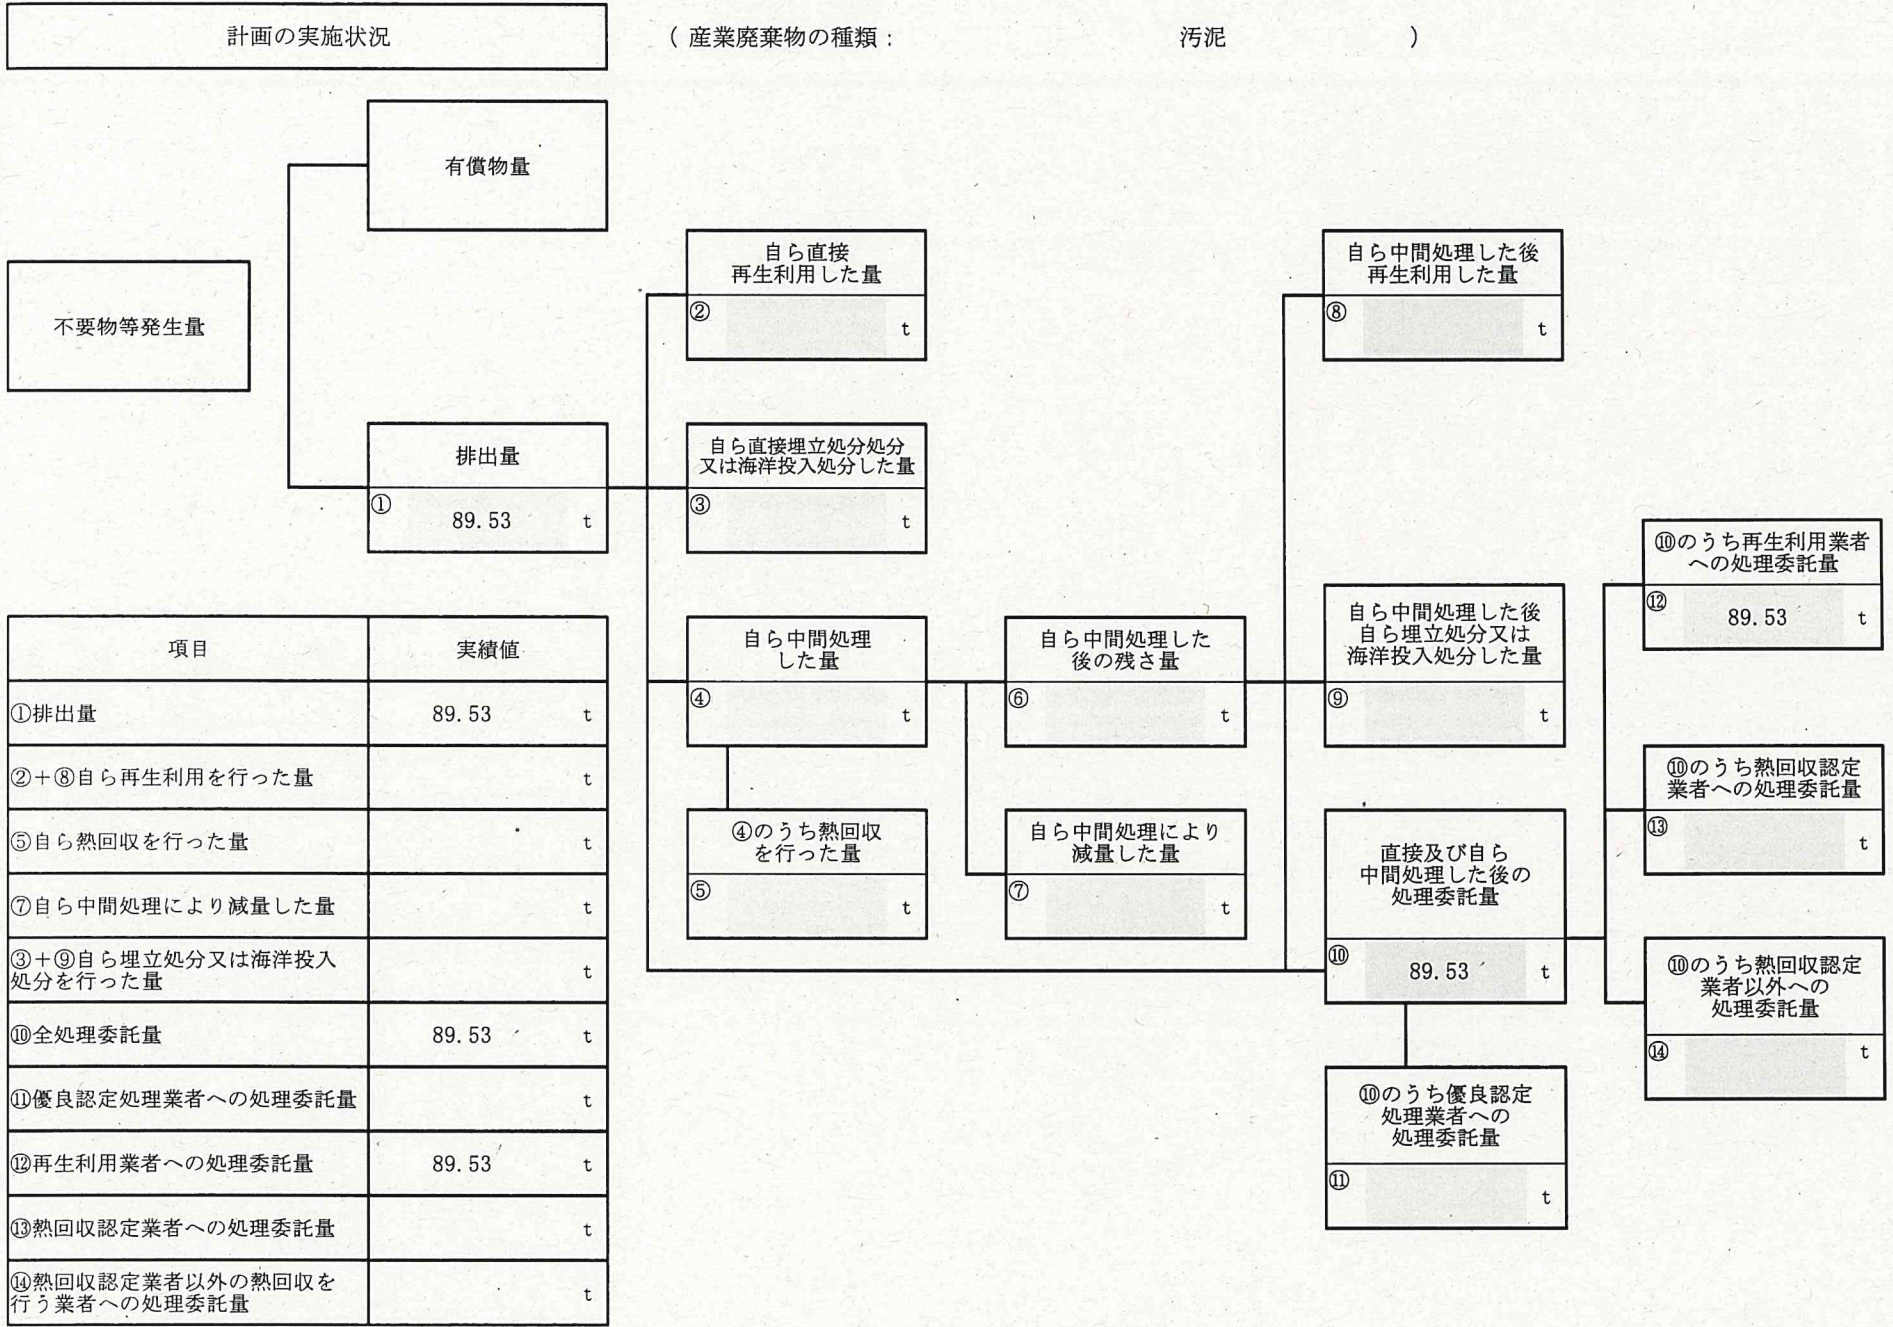 計画の実施状況
（ 産業廃棄物の種類 : 汚泥 ）
有償物量
不要物等発生量
排出量
①
89.53 t
自ら直接
再生利用した量
②
t
自ら直接埋立処分処分
又は海洋投入処分した量
③
t
自ら中間処理
した量
④
t
④のうち熱回収
を行った量
⑤
t
自ら中間処理した
後の残さ量
⑥
t
自ら中間処理により
減量した量
⑦
t
自ら中間処理した後
再生利用した量
⑧
t
自ら中間処理した後
自ら埋立処分又は
海洋投入処分した量
⑨
t
直接及び自ら
中間処理した後の
処理委託量
⑩
89.53 t
⑩のうち優良認定
処理業者への
処理委託量
⑪
t
⑩のうち再生利用業者
への処理委託量
⑫
89.53 t
⑩のうち熱回収認定
業者への処理委託量
⑬
t
⑩のうち熱回収認定
業者以外への
処理委託量
⑭
t
項目 実績値
①排出量 89.53 t
②＋⑧自ら再生利用を行った量 t
⑤自ら熱回収を行った量 t
⑦自ら中間処理により減量した量 t
③＋⑨自ら埋立処分又は海洋投入
処分を行った量 t
⑩全処理委託量 89.53 t
⑪優良認定処理業者への処理委託量 t
⑫再生利用業者への処理委託量 89.53 t
⑬熱回収認定業者への処理委託量 t
⑭熱回収認定業者以外の熱回収を
行う業者への処理委託量 t